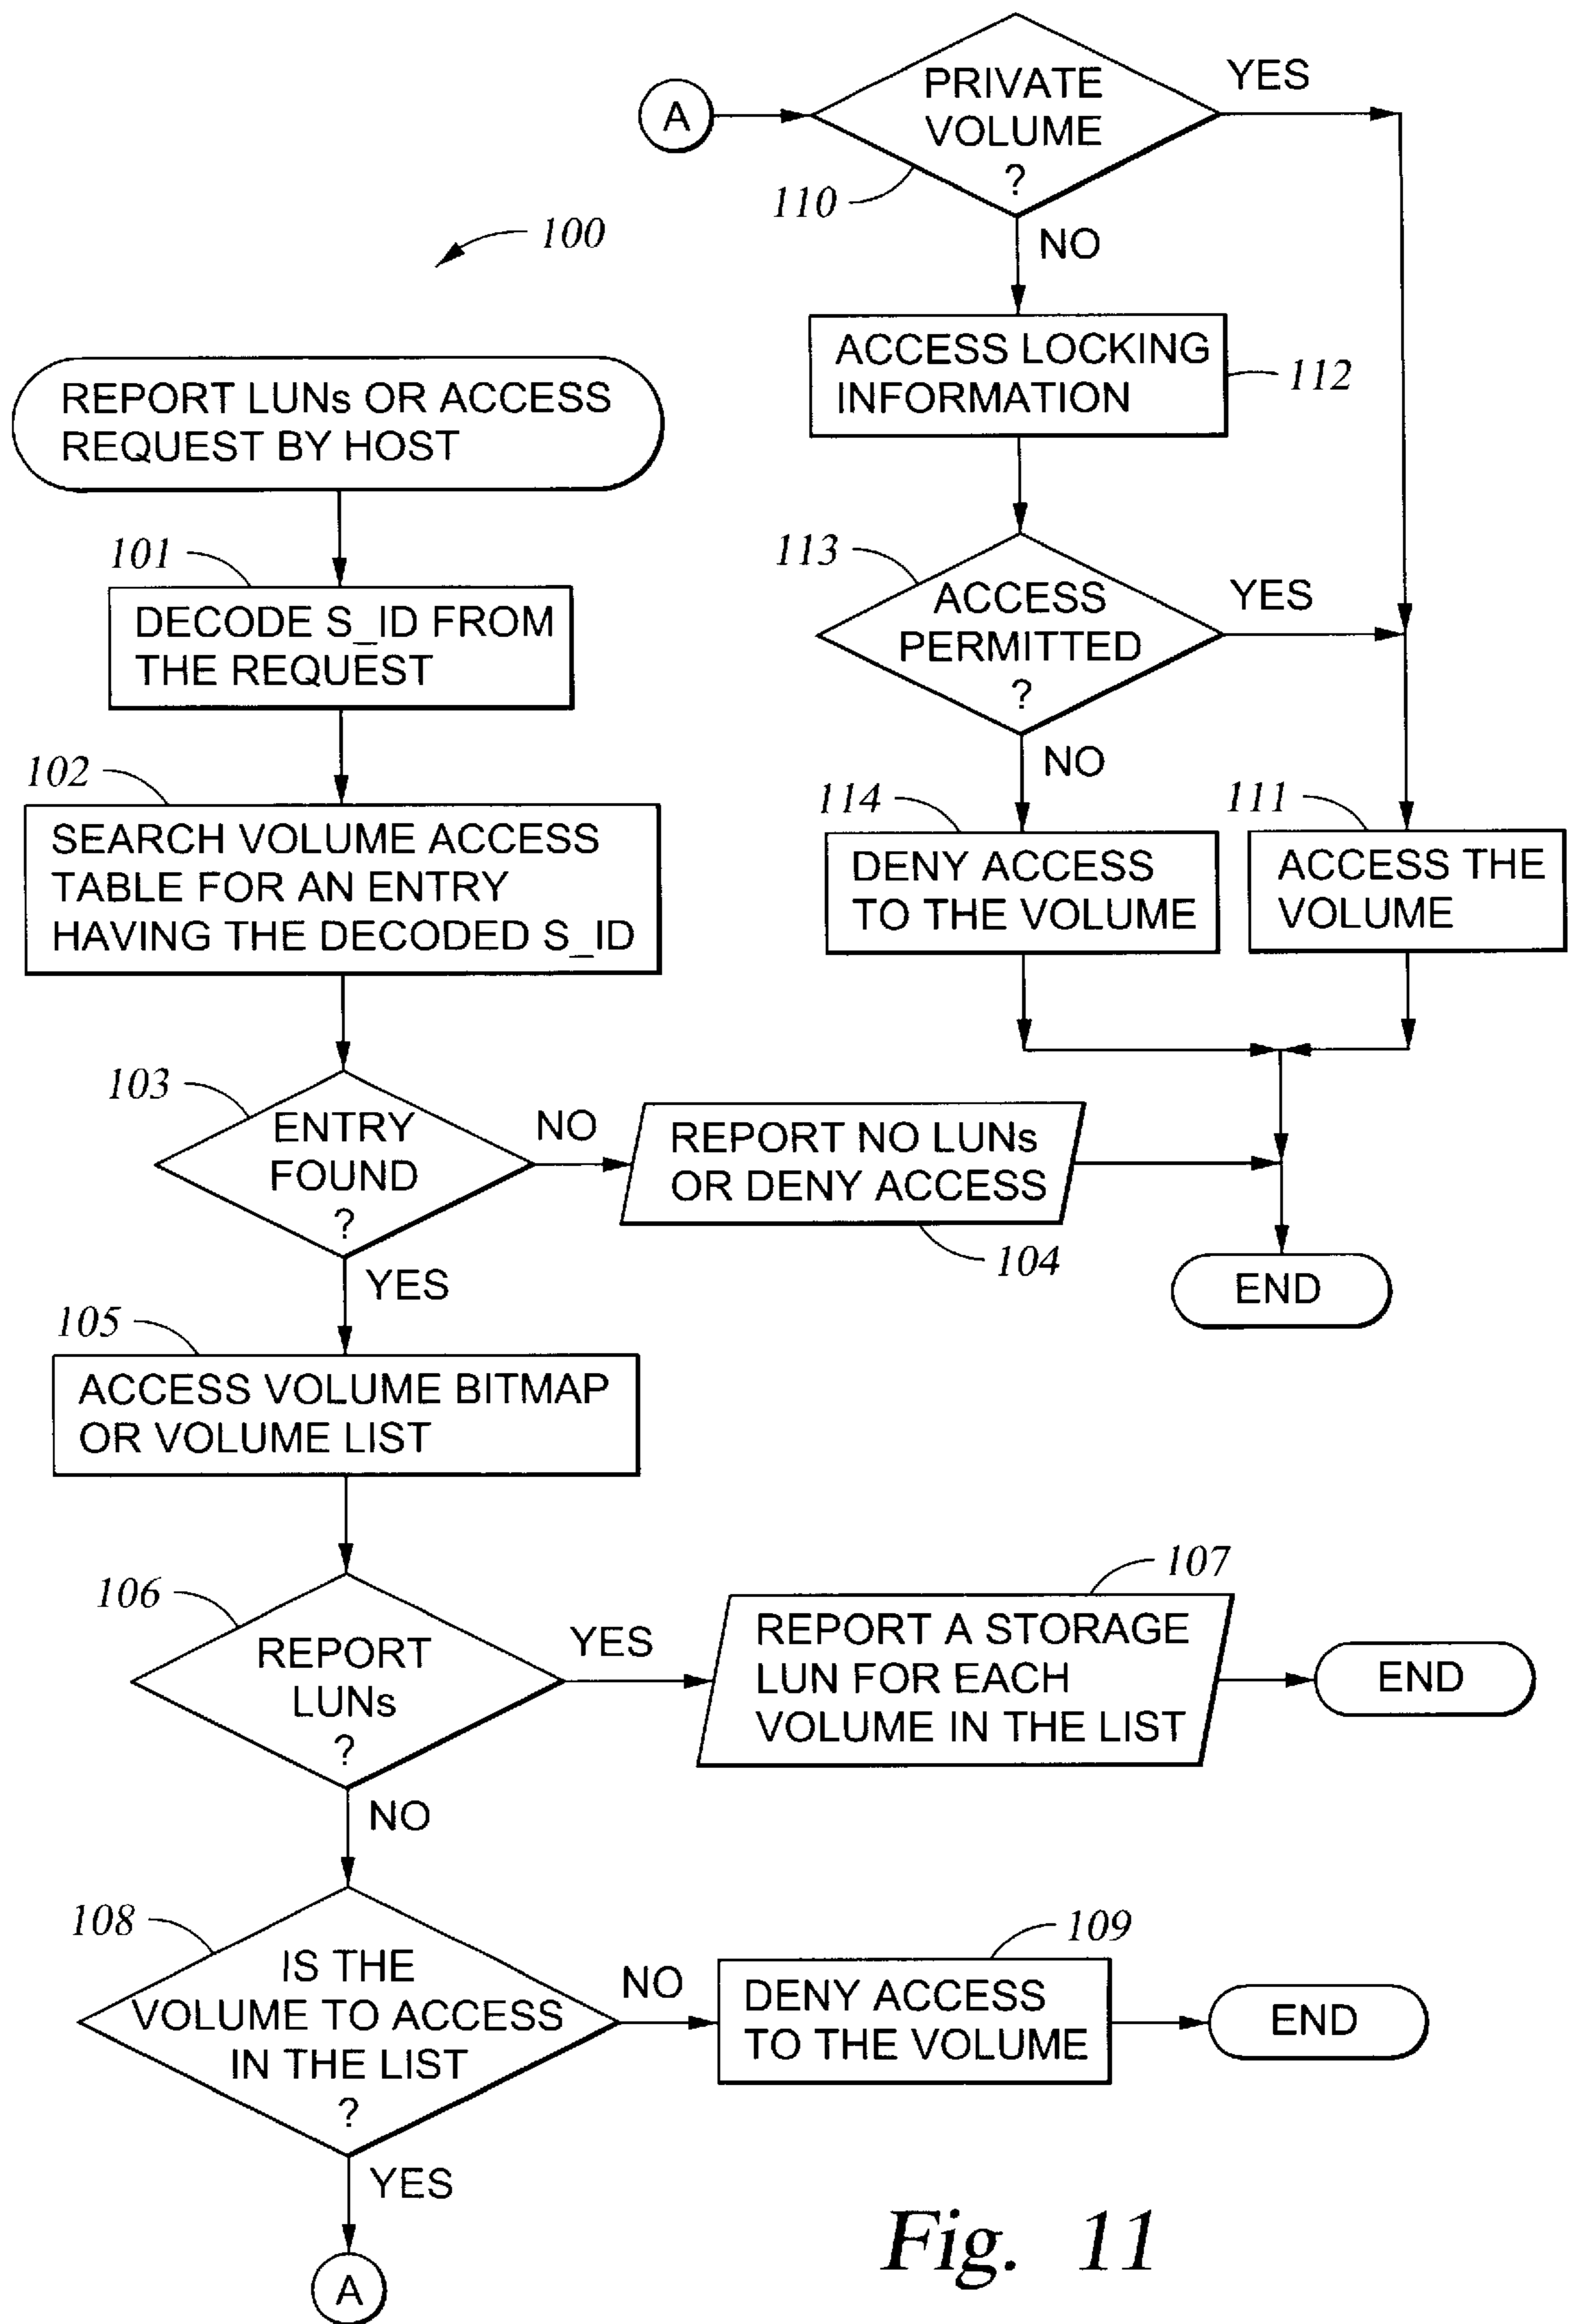 100
REPORT LUNs OR ACCESS
REQUEST BY HOST
101
DECODE S_ID FROM
THE REQUEST
102
SEARCH VOLUME ACCESS
TABLE FOR AN ENTRY
HAVING THE DECODED S_ID
103
ENTRY
FOUND
?
NO
REPORT NO LUNs
OR DENY ACCESS
104
YES
105
ACCESS VOLUME BITMAP
OR VOLUME LIST
106
REPORT
LUNs
?
YES
107
REPORT A STORAGE
LUN FOR EACH
VOLUME IN THE LIST
END
NO
108
IS THE
VOLUME TO ACCESS
IN THE LIST
?
NO
109
DENY ACCESS
TO THE VOLUME
END
YES
A
A
PRIVATE
VOLUME
?
110
YES
NO
ACCESS LOCKING
INFORMATION
112
113
ACCESS
PERMITTED
?
YES
NO
114
DENY ACCESS
TO THE VOLUME
111
ACCESS THE
VOLUME
END
Fig. 11